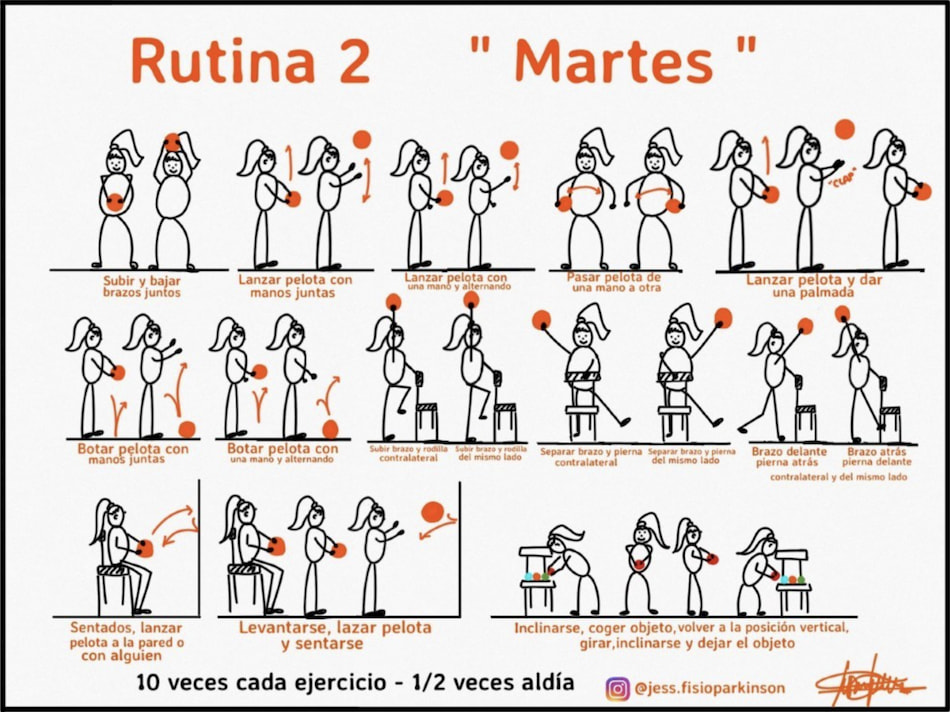 Rutina 2 " Martes "
Subir y bajar
brazos juntos
Lanzar pelota con
manos juntas
Lanzar pelota con
una mano y alternando
Pasar pelota de
una mano a otra
"CLAP"
Lanzar pelota y dar
una palmada
Botar pelota con
manos juntas
Botar pelota con
una mano y alternando
Subir brazo y rodilla
contralateral
Subir brazo y rodilla
del mismo lado
Separar brazo y pierna
contralateral
Separar brazo y pierna
del mismo lado
Brazo delante
pierna atrás
Brazo atrás
pierna delante
contralateral y del mismo lado
Sentados, lanzar
pelota a la pared o
con alguien
Levantarse, lazar pelota
y sentarse
Inclinarse, coger objeto, volver a la posición vertical,
girar, inclinarse y dejar el objeto
10 veces cada ejercicio - 1/2 veces aldía
@jess.fisioparkinson